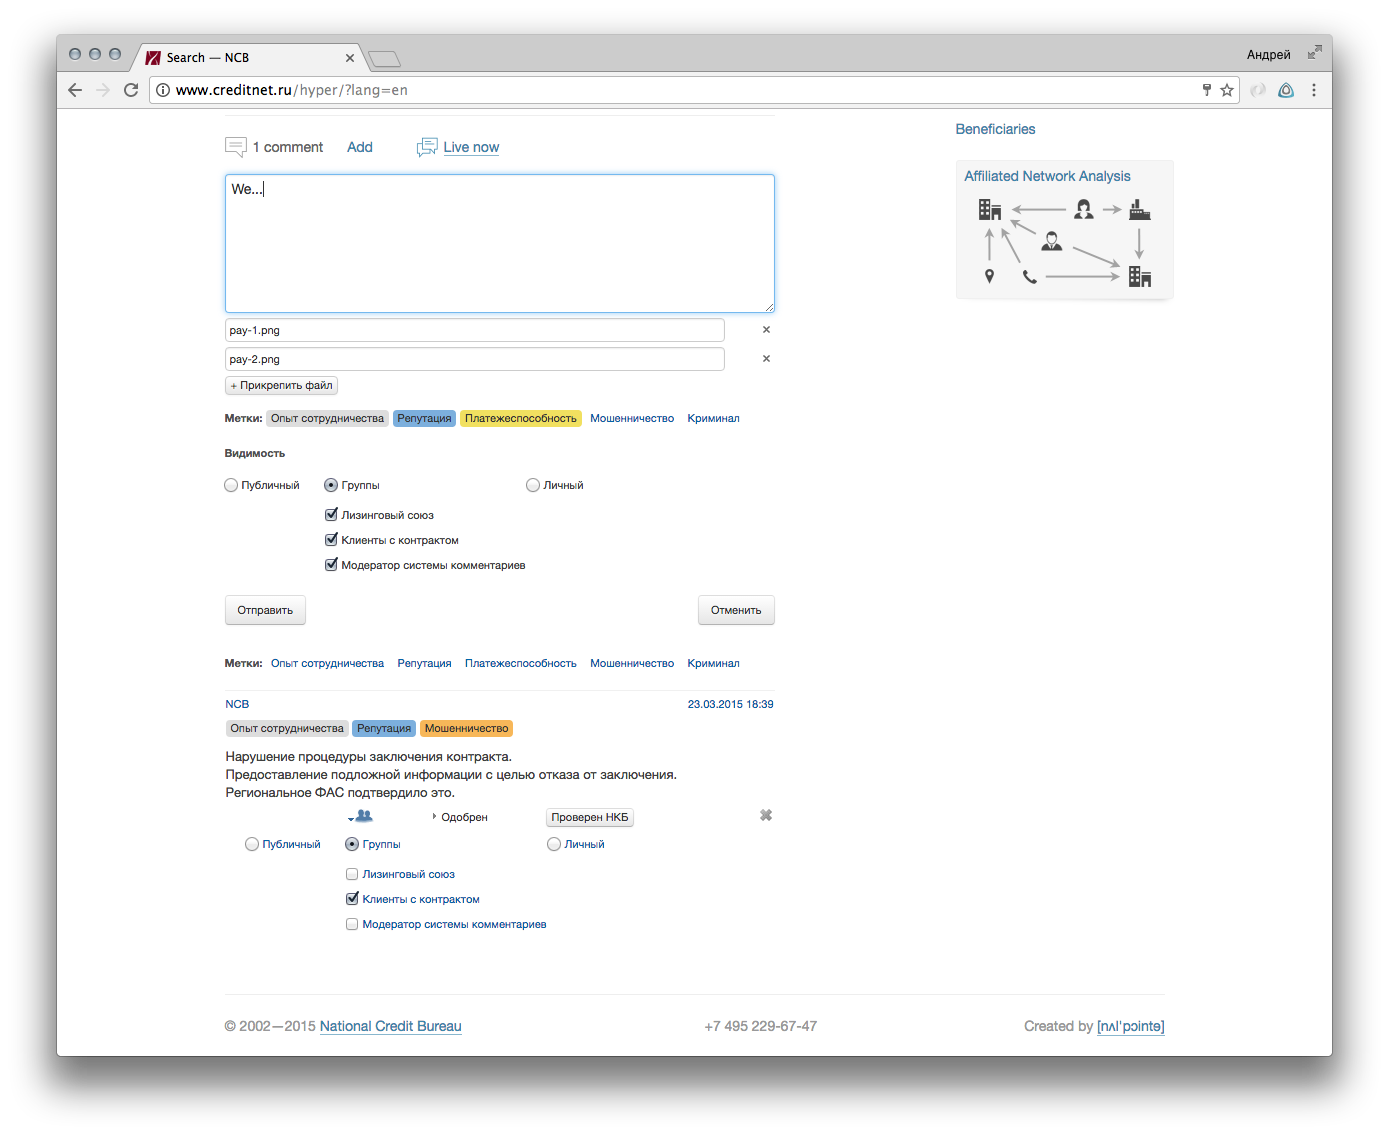 Search — NCB
Андрей
www.creditnet.ru/hyper/?lang=en
Beneficiaries
1 comment Add Live now
Affiliated Network Analysis
We...
pay-1.png
pay-2.png
+ Прикрепить файл
Метки: Опыт сотрудничества Репутация Платежеспособность Мошенничество Криминал
Видимость
Публичный Группы Личный
Лизинговый союз
Клиенты с контрактом
Модератор системы комментариев
Отправить Отменить
Метки: Опыт сотрудничества Репутация Платежеспособность Мошенничество Криминал
NCB 23.03.2015 18:39
Опыт сотрудничества Репутация Мошенничество
Нарушение процедуры заключения контракта.
Предоставление подложной информации с целью отказа от заключения.
Региональное ФАС подтвердило это.
Одобрен Проверен НКБ
Публичный Группы Личный
Лизинговый союз
Клиенты с контрактом
Модератор системы комментариев
© 2002—2015 National Credit Bureau +7 495 229-67-47 Created by [nʌl'pɔintə]